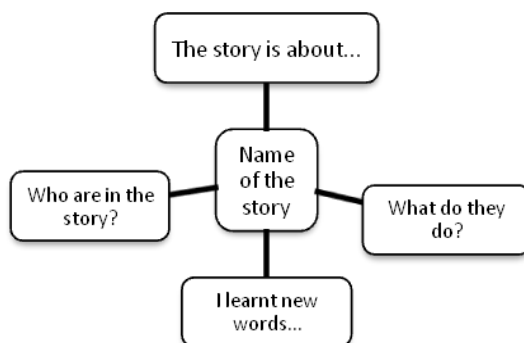 The story is about...
Name
of the
story
Who are in the
story?
What do they
do?
I learnt new
words...